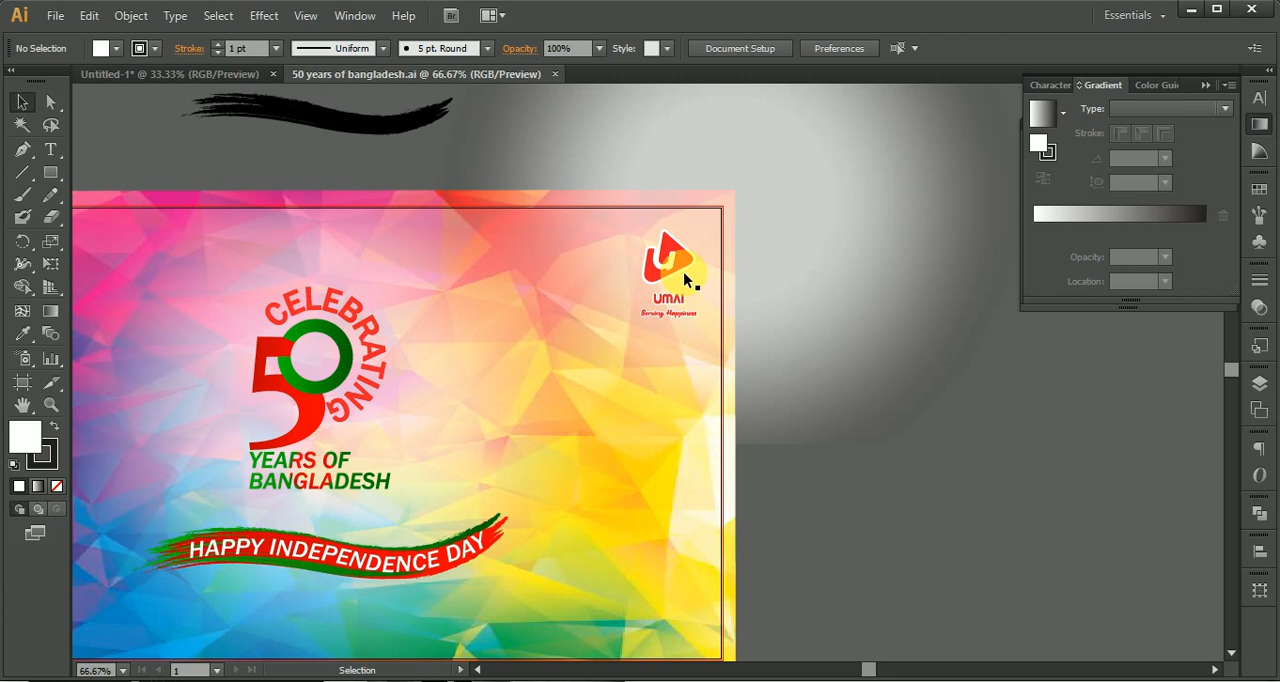 Ai File Edit Object Type Select Effect View Window Help Br Essentials
No Selection Stroke: 1 pt Uniform 5 pt. Round Opacity: 100% Style: Document Setup Preferences
Untitled-1* @ 33.33% (RGB/Preview) × 50 years of bangladesh.ai @ 66.67% (RGB/Preview) ×
Character Gradient Color Gui
Type:
Stroke:
Opacity:
Location:
UMAI
Serving Happiness
CELEBRATING
50
YEARS OF
BANGLADESH
HAPPY INDEPENDENCE DAY
66.67% 1 Selection